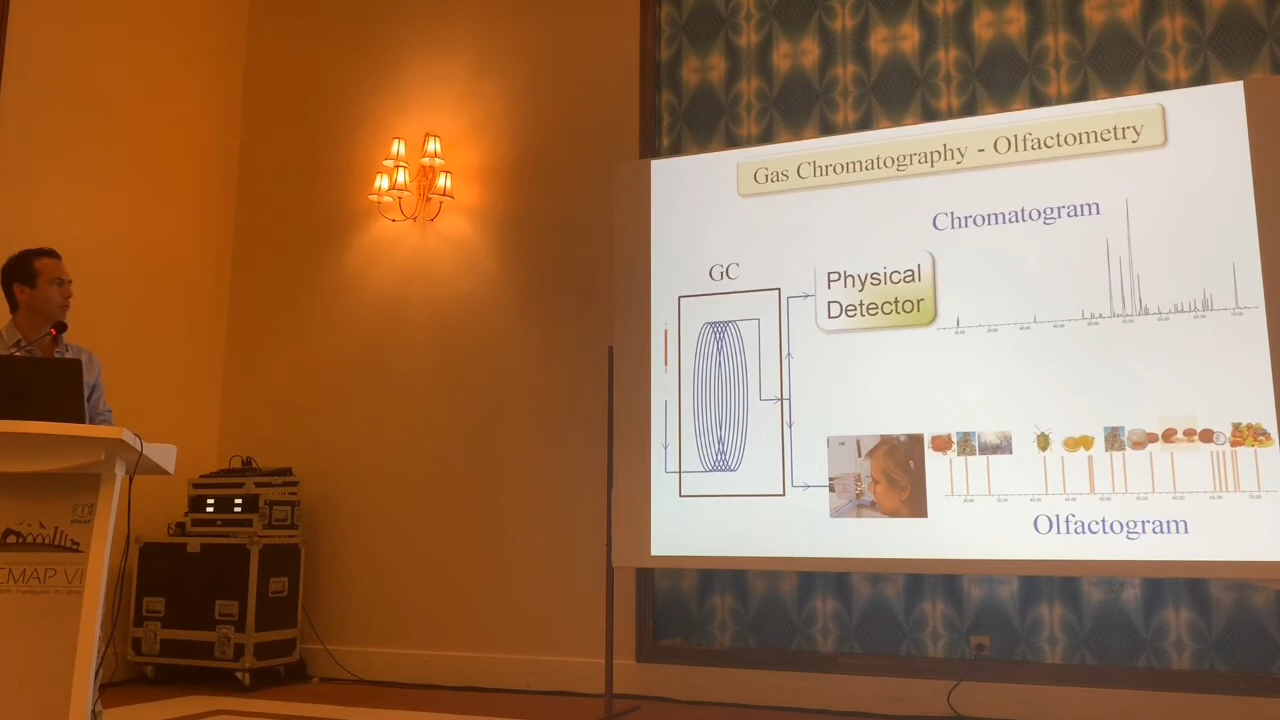 Gas Chromatography - Olfactometry
Chromatogram
GC
Physical
Detector
Olfactogram
CMAP VI